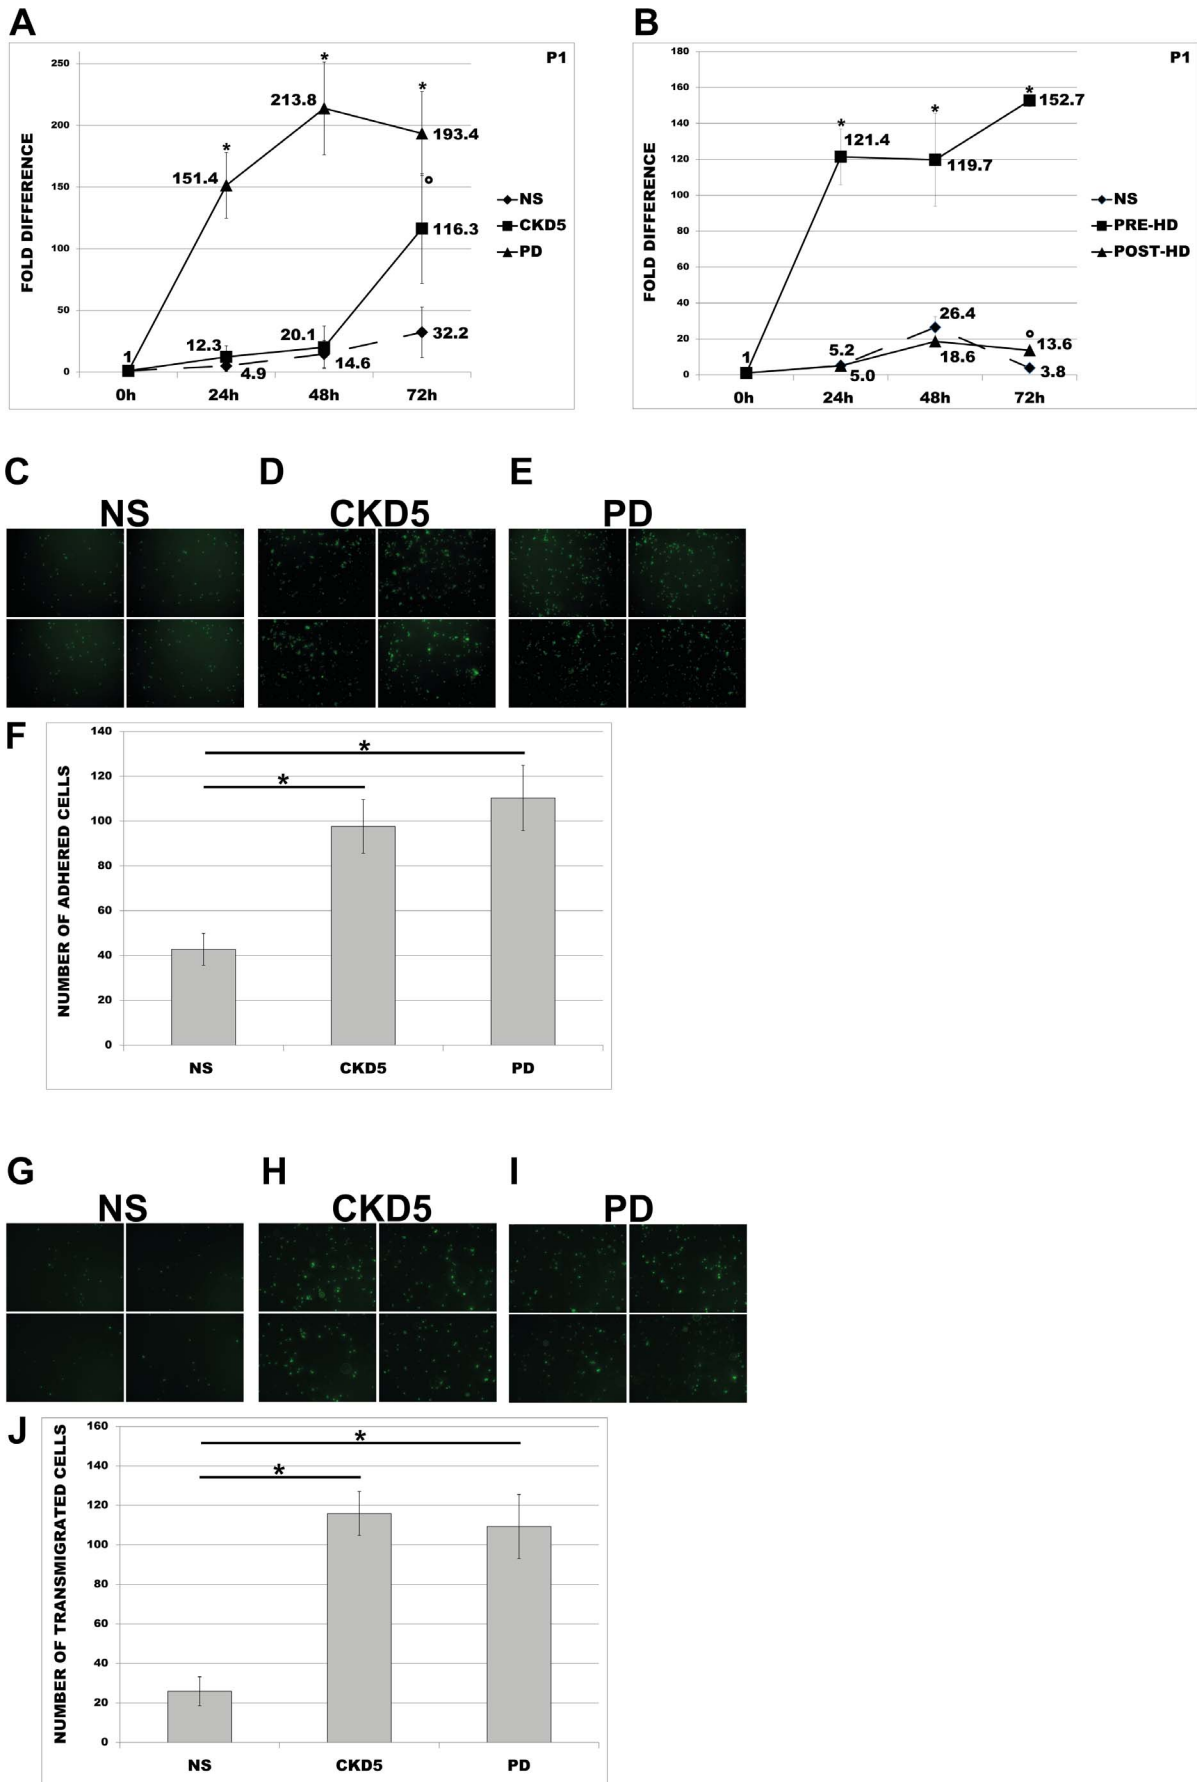 A
P1
FOLD DIFFERENCE
250
200
150
100
50
0
*
*
*
°
1
151.4
213.8
193.4
12.3
20.1
116.3
4.9
14.6
32.2
NS
CKD5
PD
0h 24h 48h 72h
B
P1
FOLD DIFFERENCE
180
160
140
120
100
80
60
40
20
0
*
*
*
°
1
121.4
119.7
152.7
5.2
26.4
13.6
5.0
18.6
3.8
NS
PRE-HD
POST-HD
0h 24h 48h 72h
C
NS
D
CKD5
E
PD
F
NUMBER OF ADHERED CELLS
140
120
100
80
60
40
20
0
*
*
NS CKD5 PD
G
NS
H
CKD5
I
PD
J
NUMBER OF TRANSMIGRATED CELLS
160
140
120
100
80
60
40
20
0
*
*
NS CKD5 PD